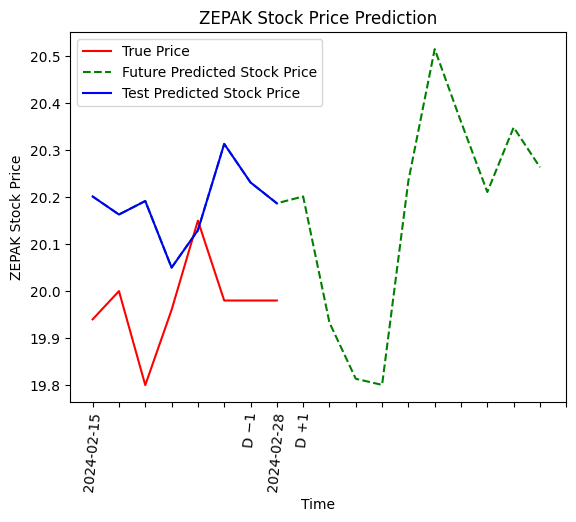 ZEPAK Stock Price Prediction
True Price
Future Predicted Stock Price
Test Predicted Stock Price
ZEPAK Stock Price
20.5
20.4
20.3
20.2
20.1
20.0
19.9
19.8
2024-02-15
D −1
2024-02-28
D +1
Time